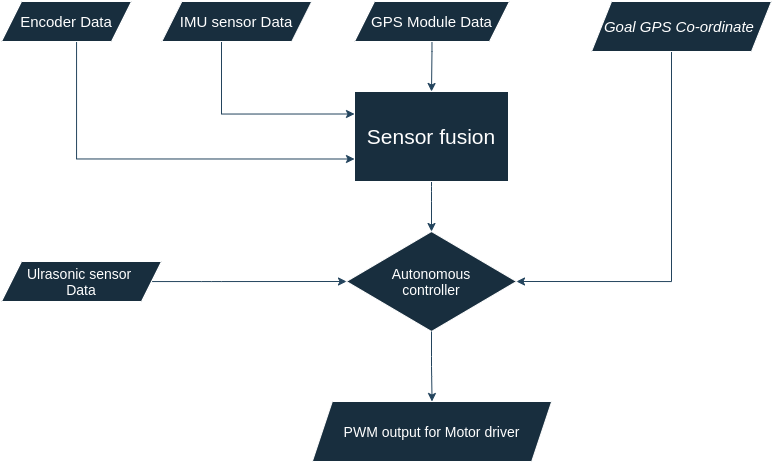 Encoder Data
IMU sensor Data
GPS Module Data
Goal GPS Co-ordinate
Sensor fusion
Ulrasonic sensor
Data
Autonomous
controller
PWM output for Motor driver